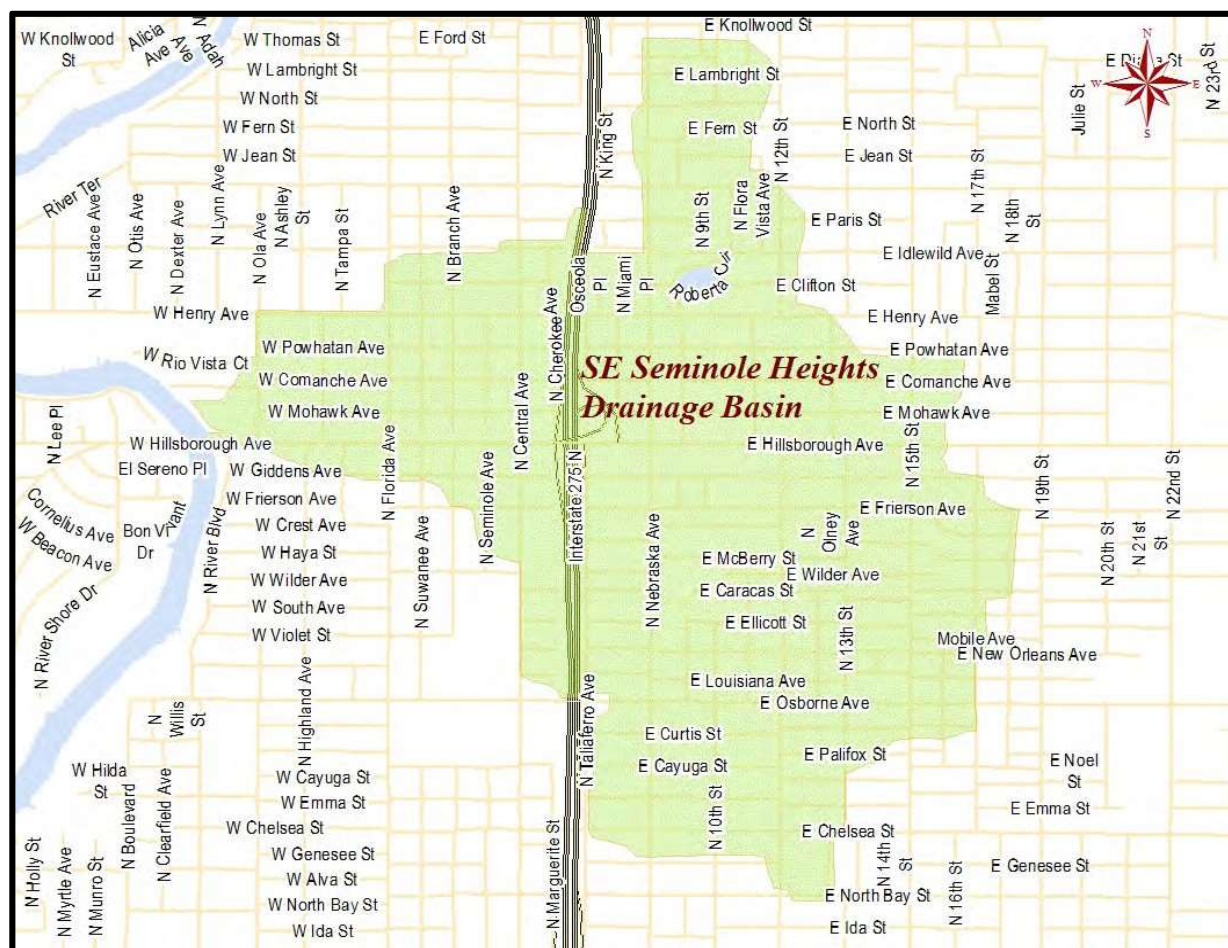 W Knollwood
St
Alicia
Ave
Ave
N Adah
W Thomas St
E Ford St
E Knollwood St
N
W
E
S
N 23rd St
W Lambright St
E Lambright St
Julie St
W North St
N King St
E Fern St
N 12th St
E North St
W Fern St
W Jean St
E Jean St
River Ter
N Eustace Ave
N Otis Ave
N Dexter Ave
N Lynn Ave
N Ola Ave
N Ashley
St
N Tampa St
N Branch Ave
N 9th St
N Flora
Vista Ave
E Paris St
N 17th St
N 18th
St
E Idlewild Ave
Osceola
Pl
N Miami
Pl
Roberta Cir
E Clifton St
Mabel St
W Henry Ave
E Henry Ave
W Rio Vista Ct
W Powhatan Ave
N Cherokee Ave
E Powhatan Ave
SE Seminole Heights
Drainage Basin
W Comanche Ave
E Comanche Ave
W Mohawk Ave
N Central Ave
E Mohawk Ave
N Lee Pl
W Hillsborough Ave
E Hillsborough Ave
N 15th St
El Sereno Pl
W Giddens Ave
N Florida Ave
N Seminole Ave
Interstate 275 N
N 19th St
N 22nd St
Cornelius Ave
W Beacon Ave
Bon Vivant
Dr
N River Blvd
W Frierson Ave
E Frierson Ave
W Crest Ave
N Suwanee Ave
N Nebraska Ave
N
Olney
Ave
N 20th St
N 21st
St
W Haya St
E McBerry St
W Wilder Ave
E Wilder Ave
N River Shore Dr
W South Ave
E Caracas St
W Violet St
E Ellicott St
N 13th St
Mobile Ave
E New Orleans Ave
N Highland Ave
N
Willis
St
N Taliaferro Ave
E Louisiana Ave
E Osborne Ave
E Curtis St
E Palifox St
W Hilda
St
N Boulevard
N Clearfield Ave
W Cayuga St
E Cayuga St
E Noel
St
W Emma St
N 10th St
E Emma St
W Chelsea St
N Marguerite St
E Chelsea St
N Holly St
N Myrtle Ave
N Munro St
W Genesee St
N 14th
St
N 16th St
E Genesee St
W Alva St
W North Bay St
E North Bay St
W Ida St
E Ida St